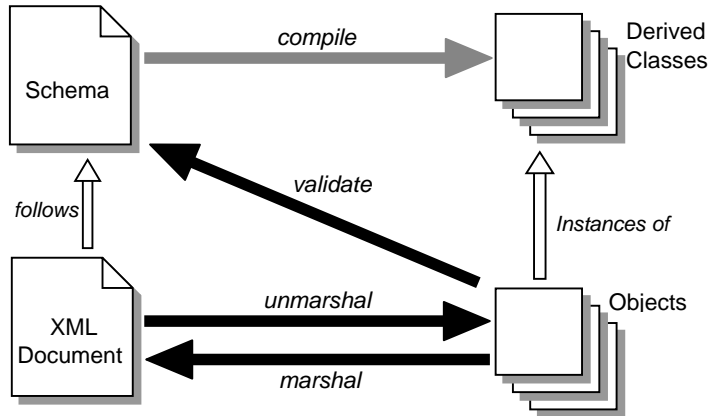 compile
Derived
Classes
Schema
validate
follows
Instances of
unmarshal
Objects
XML
Document
marshal